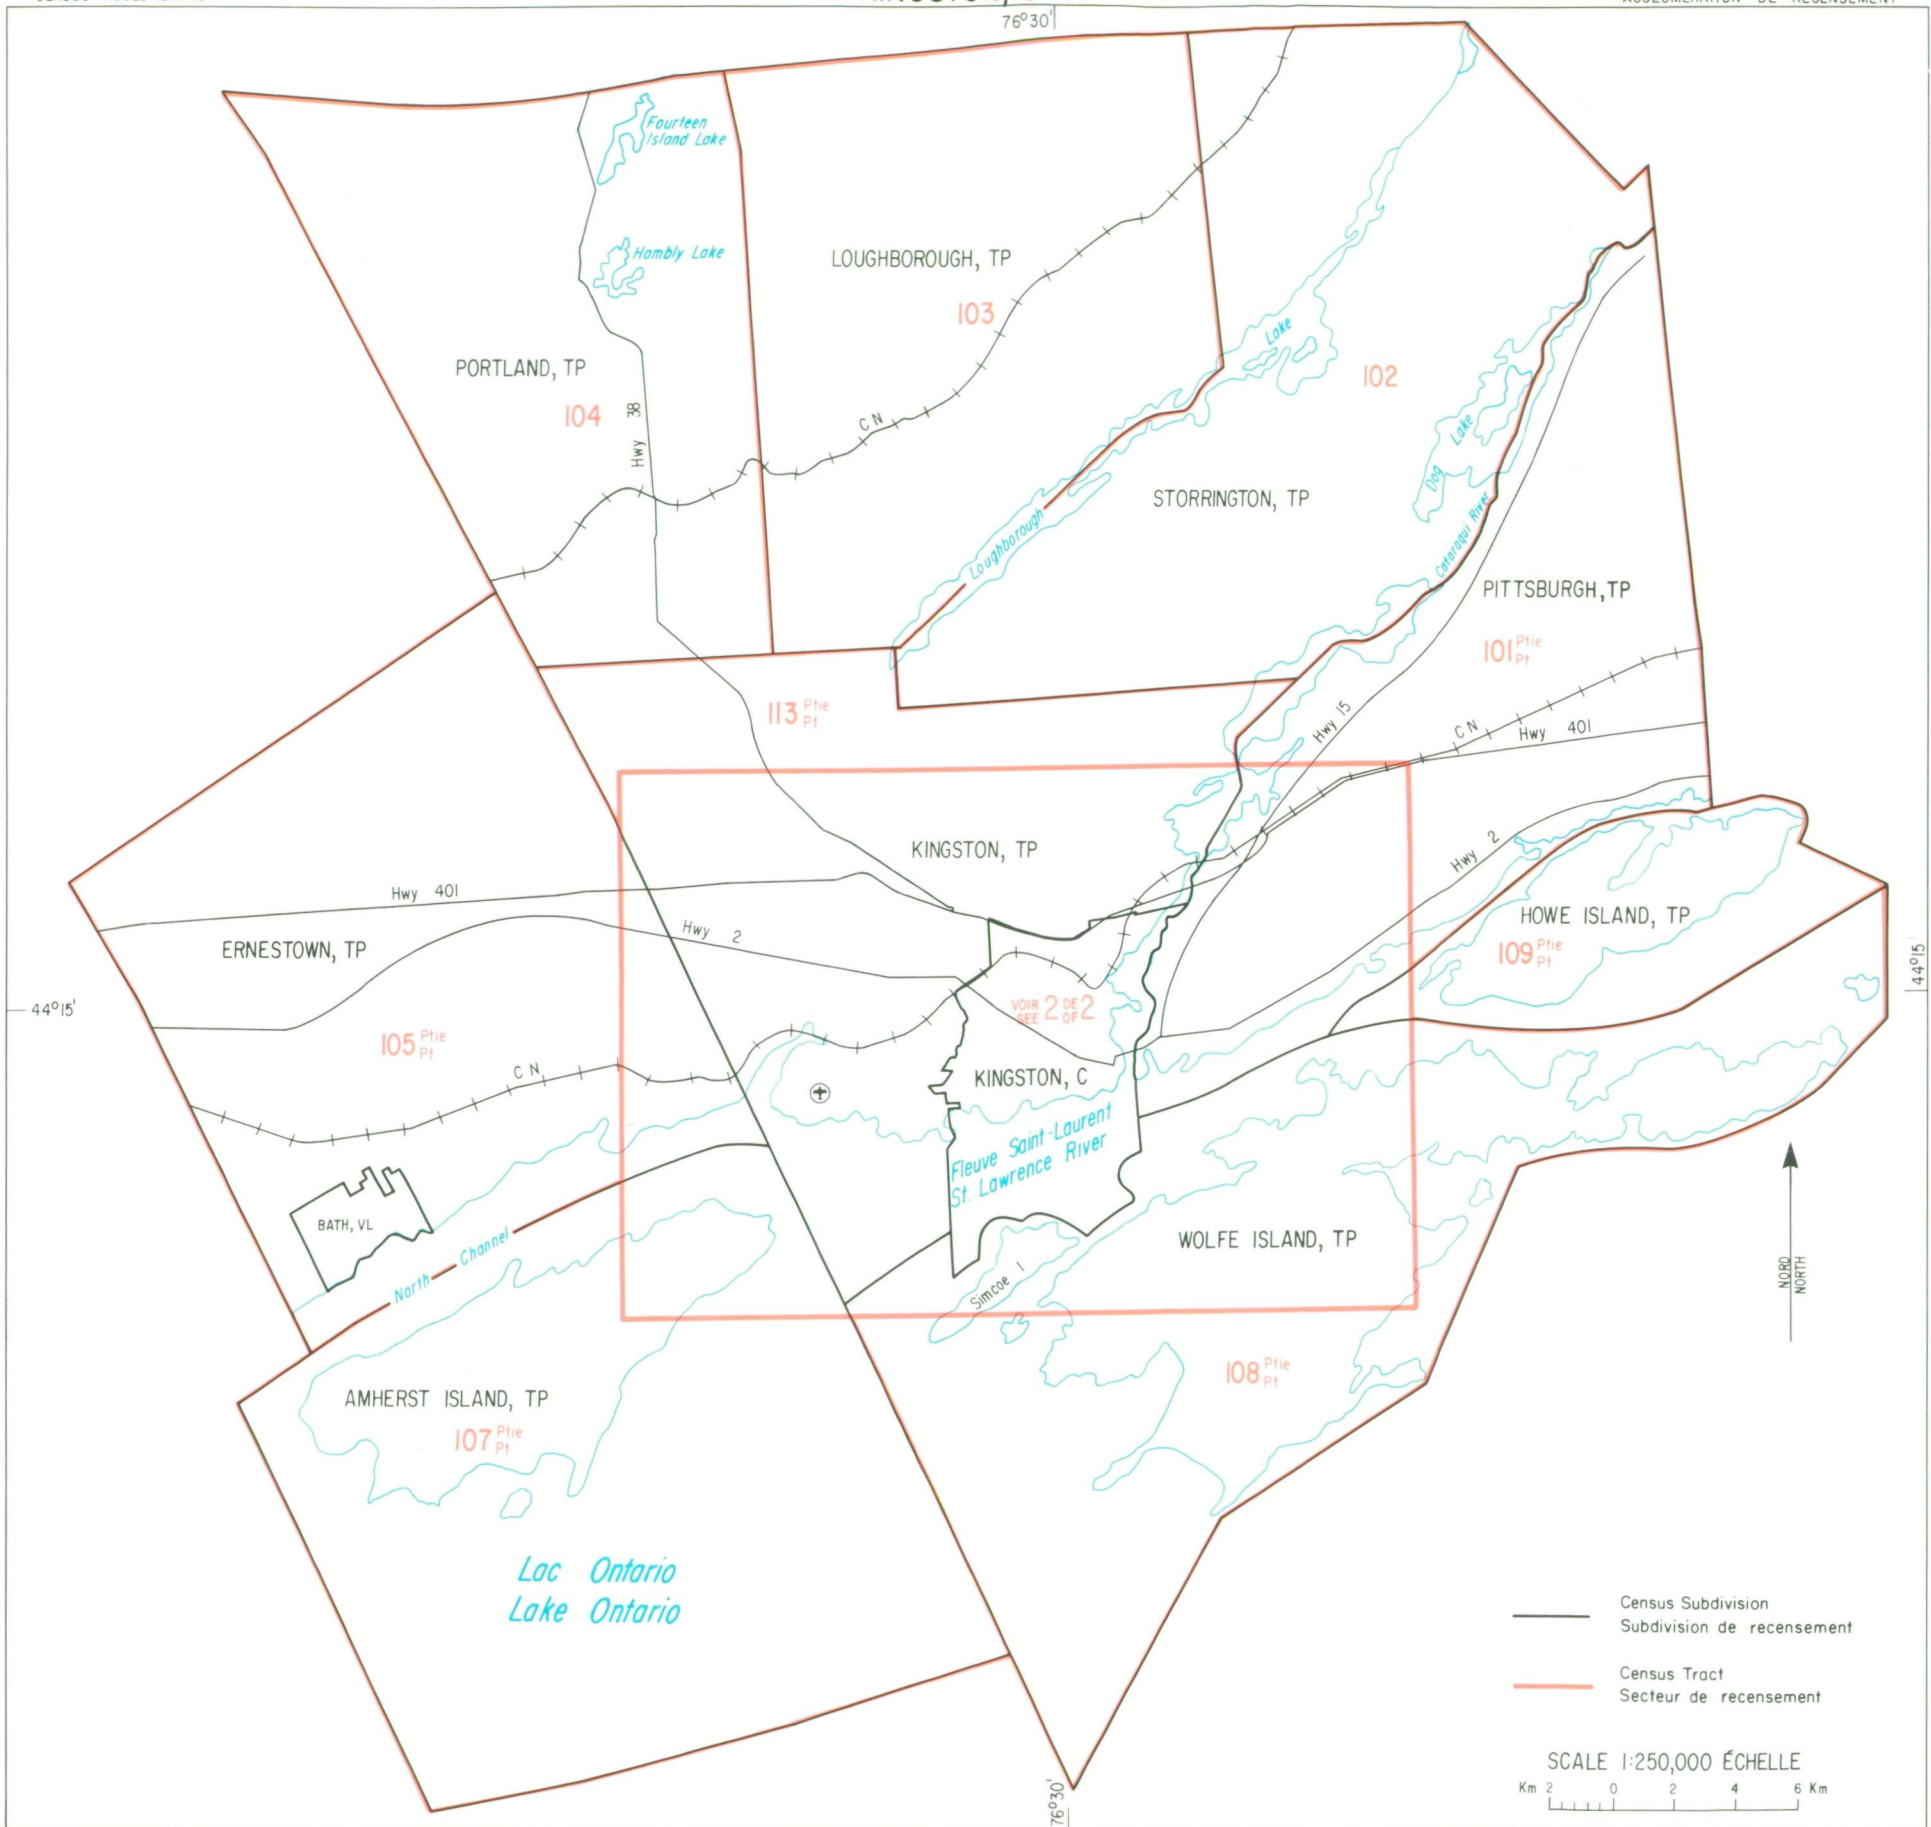 76°30'
Fourteen
Island Lake
Hambly Lake
LOUGHBOROUGH, TP
103
PORTLAND, TP
104
Hwy 38
CN
Lake
102
Loughborough
STORRINGTON, TP
Dog Lake
Cataraqui River
PITTSBURGH, TP
101 Ptie
Pt
113 Ptie
Pt
Hwy 15
CN
Hwy 401
KINGSTON, TP
Hwy 2
Hwy 401
HOWE ISLAND, TP
109 Ptie
Pt
ERNESTOWN, TP
Hwy 2
44°15'
44°15'
VOIR 2 DE 2
SEE OF
105 Ptie
Pt
CN
KINGSTON, C
Fleuve Saint-Laurent
St. Lawrence River
BATH, VL
North Channel
WOLFE ISLAND, TP
Simcoe I
NORD
NORTH
108 Ptie
Pt
AMHERST ISLAND, TP
107 Ptie
Pt
Lac Ontario
Lake Ontario
Census Subdivision
Subdivision de recensement
Census Tract
Secteur de recensement
SCALE 1:250,000 ÉCHELLE
Km 2 0 2 4 6 Km
76°30'